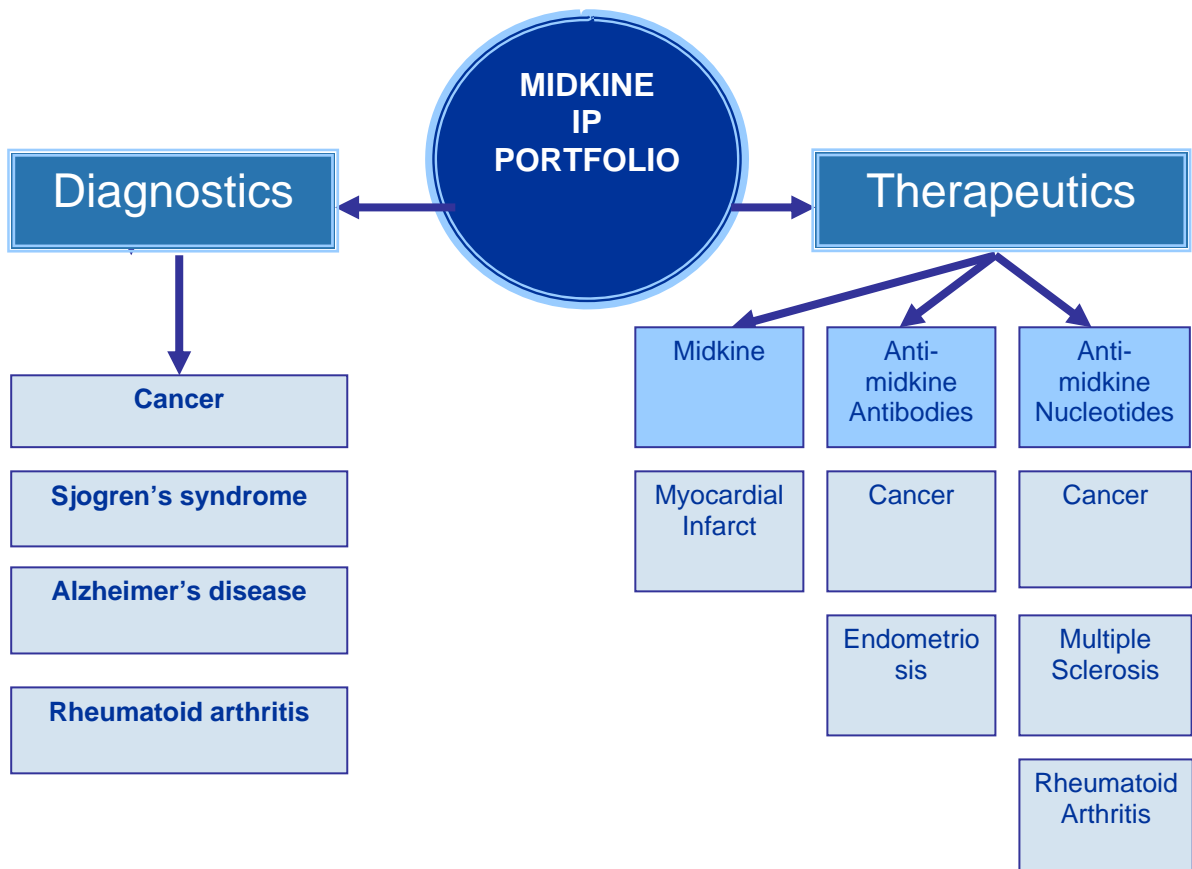 MIDKINE
IP
PORTFOLIO
Diagnostics
Therapeutics
Cancer
Sjogren’s syndrome
Alzheimer’s disease
Rheumatoid arthritis
Midkine
Myocardial
Infarct
Anti-
midkine
Antibodies
Cancer
Endometrio
sis
Anti-
midkine
Nucleotides
Cancer
Multiple
Sclerosis
Rheumatoid
Arthritis